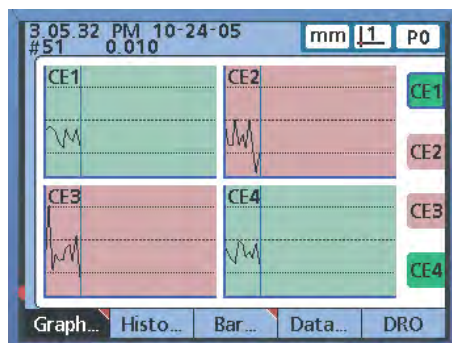 3.05.32 PM 10-24-05
#51 0.010
mm 1 P0
CE1 CE2 CE1
CE2
CE3 CE4 CE3
CE4
Graph... Histo... Bar... Data... DRO